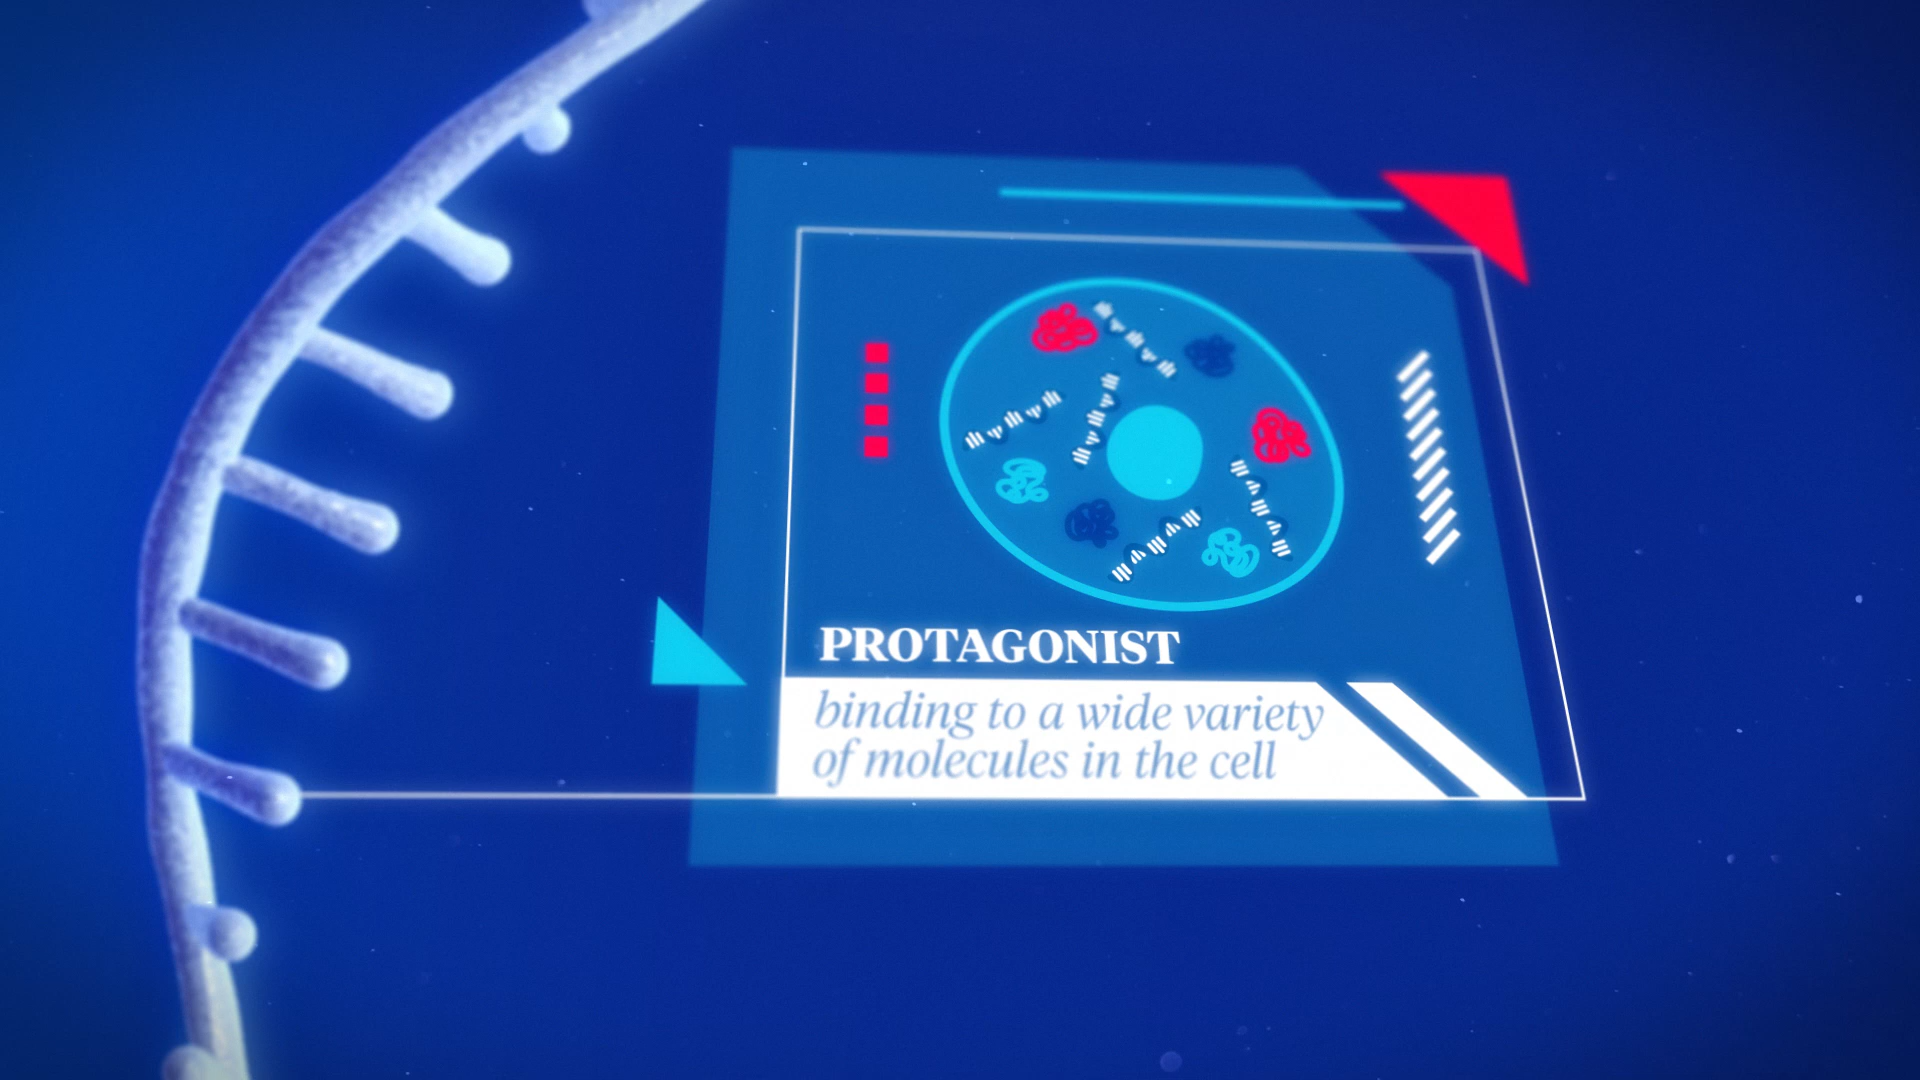 PROTAGONIST
binding to a wide variety
of molecules in the cell